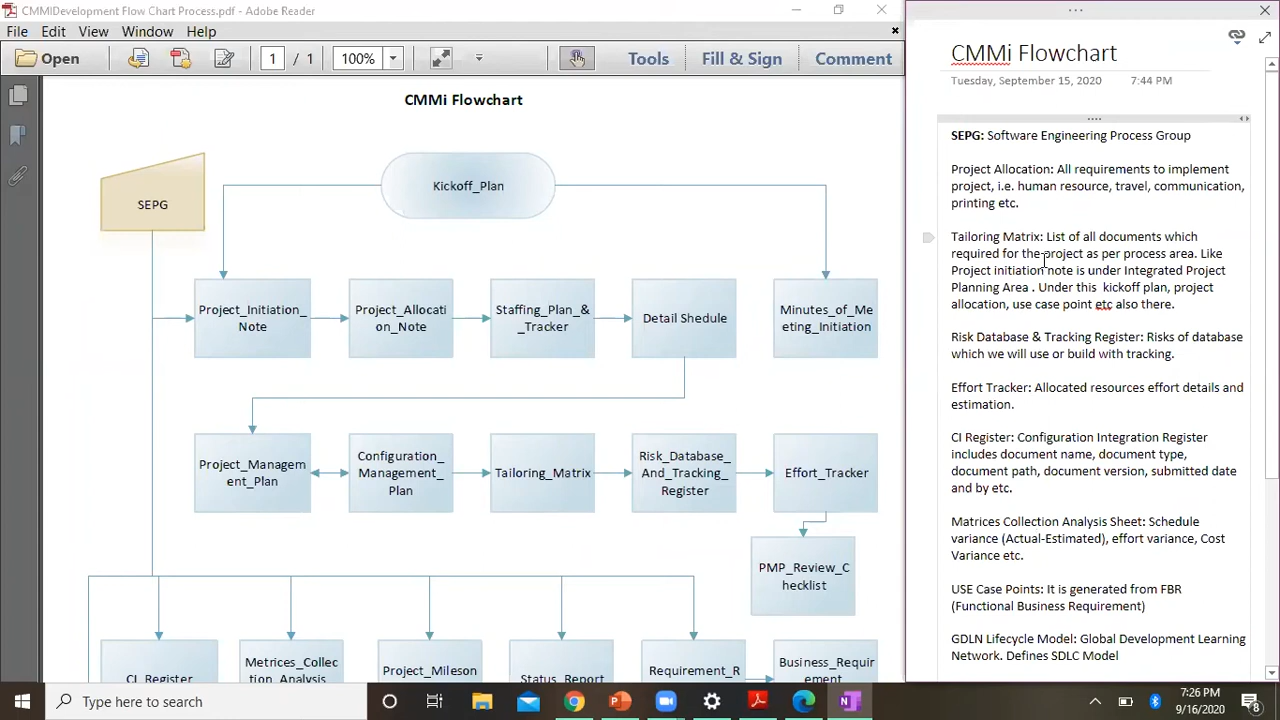 CMMIDevelopment Flow Chart Process.pdf - Adobe Reader
File Edit View Window Help
Open
1 / 1
100%
Tools
Fill & Sign
Comment
CMMi Flowchart
SEPG
Kickoff_Plan
Project_Initiation_
Note
Project_Allocati
on_Note
Staffing_Plan_&
_Tracker
Detail Shedule
Minutes_of_Me
eting_Initiation
Project_Managem
ent_Plan
Configuration_
Management_
Plan
Tailoring_Matrix
Risk_Database_
And_Tracking_
Register
Effort_Tracker
PMP_Review_C
hecklist
CI_Register
Metrices_Collec
tion_Analysis
Project_Mileson
Status_Report
Requirement_R
Business_Requir
ement
CMMi Flowchart
Tuesday, September 15, 2020 7:44 PM
SEPG: Software Engineering Process Group
Project Allocation: All requirements to implement
project, i.e. human resource, travel, communication,
printing etc.
Tailoring Matrix: List of all documents which
required for the project as per process area. Like
Project initiation note is under Integrated Project
Planning Area . Under this kickoff plan, project
allocation, use case point etc also there.
Risk Database & Tracking Register: Risks of database
which we will use or build with tracking.
Effort Tracker: Allocated resources effort details and
estimation.
CI Register: Configuration Integration Register
includes document name, document type,
document path, document version, submitted date
and by etc.
Matrices Collection Analysis Sheet: Schedule
variance (Actual-Estimated), effort variance, Cost
Variance etc.
USE Case Points: It is generated from FBR
(Functional Business Requirement)
GDLN Lifecycle Model: Global Development Learning
Network. Defines SDLC Model
Type here to search
7:26 PM
9/16/2020
8